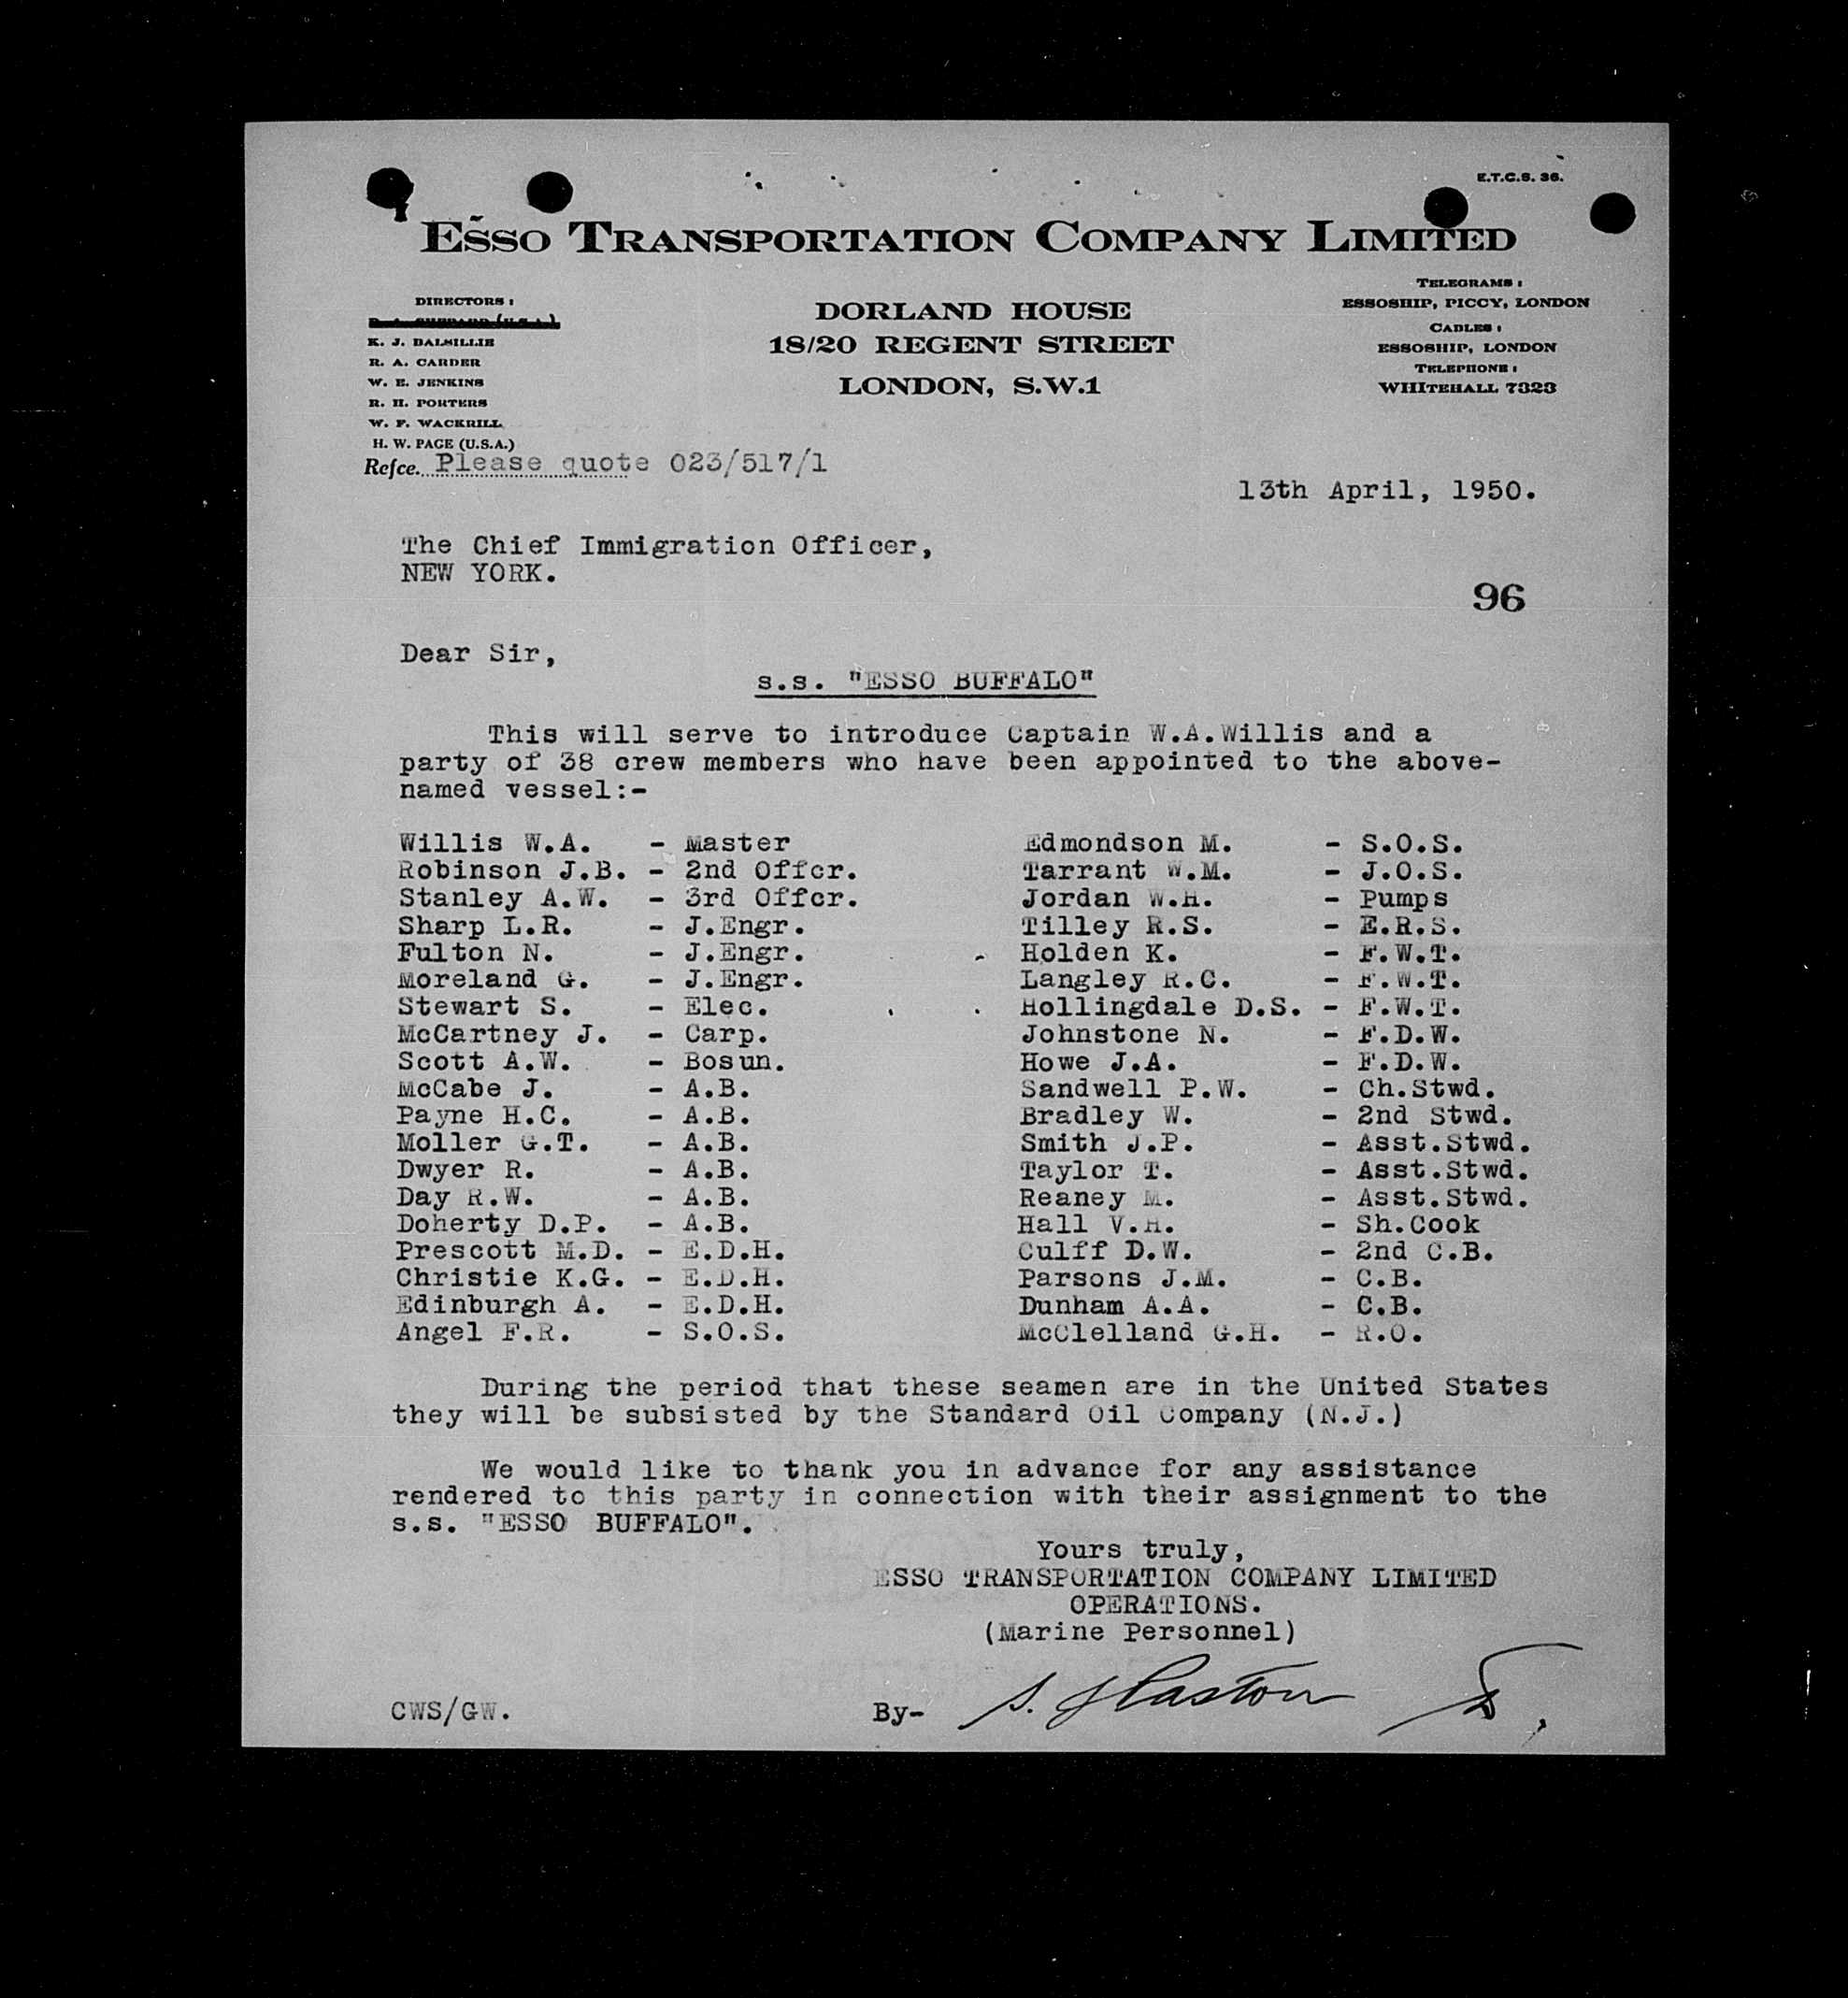 E.T.C.S. 36.
ESSO TRANSPORTATION COMPANY LIMITED
DIRECTORS:
K. J. DALMILLIE
R. A. CARDER
W. E. JENKINS
R. H. PORTERS
W. F. WACKRILL
H. W. PAGE (U.S.A.)
DORLAND HOUSE
18/20 REGENT STREET
LONDON, S.W.1
TELEGRAMS:
ESSOSHIP, PICCY, LONDON
CABLES:
ESSOSHIP, LONDON
TELEPHONE:
WHITEHALL 7323
Refce. Please quote 023/517/1
13th April, 1950.
The Chief Immigration Officer,
NEW YORK.
96
Dear Sir,
s.s. "ESSO BUFFALO"
This will serve to introduce Captain W.A.Willis and a
party of 38 crew members who have been appointed to the above-
named vessel:-
Willis W.A. - Master
Robinson J.B. - 2nd Offcr.
Stanley A.W. - 3rd Offcr.
Sharp L.R. - J.Engr.
Fulton N. - J.Engr.
Moreland G. - J.Engr.
Stewart S. - Elec.
McCartney J. - Carp.
Scott A.W. - Bosun.
McCabe J. - A.B.
Payne H.C. - A.B.
Moller G.T. - A.B.
Dwyer R. - A.B.
Day R.W. - A.B.
Doherty D.P. - A.B.
Prescott M.D. - E.D.H.
Christie K.G. - E.D.H.
Edinburgh A. - E.D.H.
Angel F.R. - S.O.S.
Edmondson M. - S.O.S.
Tarrant W.M. - J.O.S.
Jordan W.H. - Pumps
Tilley R.S. - E.R.S.
Holden K. - F.W.T.
Langley R.C. - F.W.T.
Hollingdale D.S. - F.W.T.
Johnstone N. - F.D.W.
Howe J.A. - F.D.W.
Sandwell P.W. - Ch.Stwd.
Bradley W. - 2nd Stwd.
Smith J.P. - Asst.Stwd.
Taylor T. - Asst.Stwd.
Reaney M. - Asst.Stwd.
Hall V.H. - Sh.Cook
Culff D.W. - 2nd C.B.
Parsons J.M. - C.B.
Dunham A.A. - C.B.
McClelland G.H. - R.O.
During the period that these seamen are in the United States
they will be subsisted by the Standard Oil Company (N.J.)
We would like to thank you in advance for any assistance
rendered to this party in connection with their assignment to the
s.s. "ESSO BUFFALO".
Yours truly,
ESSO TRANSPORTATION COMPANY LIMITED
OPERATIONS.
(Marine Personnel)
CWS/GW.
By-